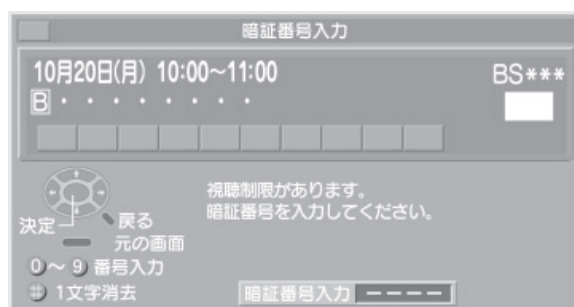 暗証番号入力
10月20日(月) 10:00～11:00
BS***
B・・・・・・・・
視聴制限があります。
暗証番号を入力してください。
決定
戻る
元の画面
0～9 番号入力
1文字消去
暗証番号入力 －－－－